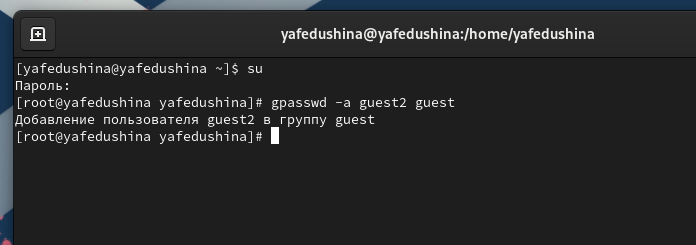 yafedushina@yafedushina:/home/yafedushina
[yafedushina@yafedushina ~]$ su
Пароль:
[root@yafedushina yafedushina]# gpasswd -a guest2 guest
Добавление пользователя guest2 в группу guest
[root@yafedushina yafedushina]#